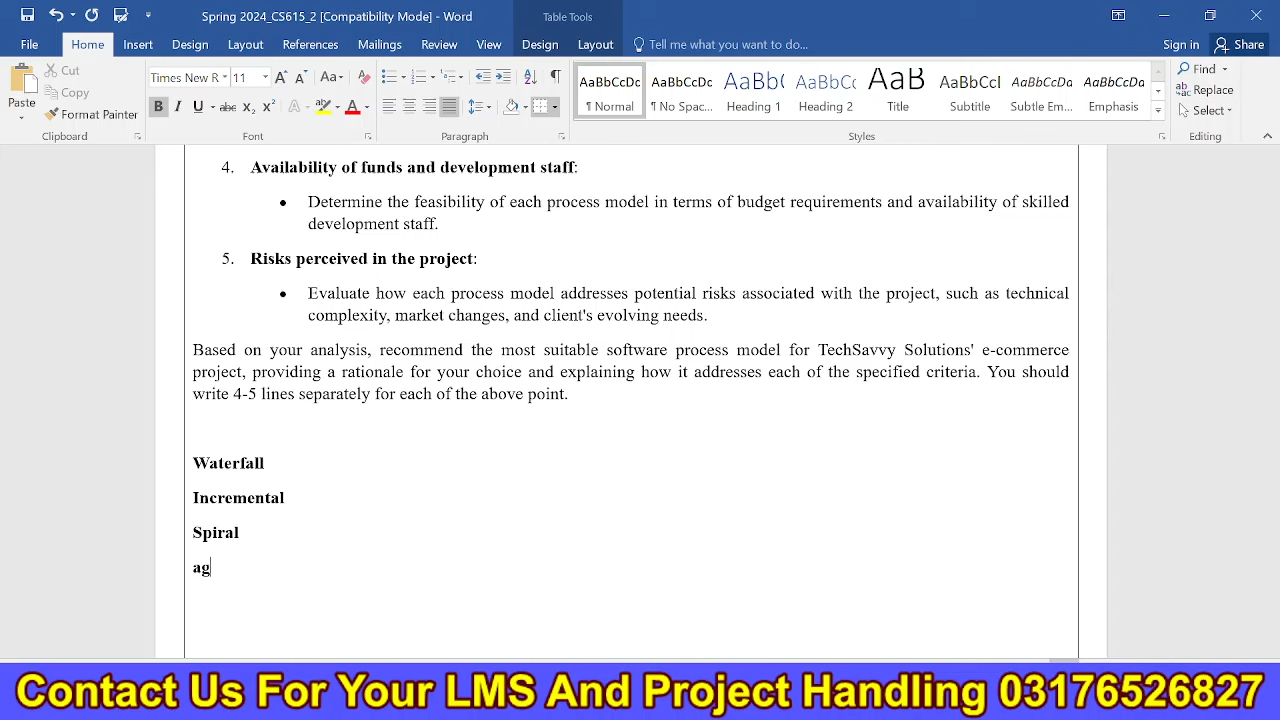 Spring 2024_CS615_2 [Compatibility Mode] - Word
Table Tools
File Home Insert Design Layout References Mailings Review View Design Layout Tell me what you want to do... Sign in Share
Paste
Cut
Copy
Format Painter
Clipboard
Times New R 11
Font
Paragraph
AaBbCcDc ¶ Normal
AaBbCcDc ¶ No Spac...
AaBb( Heading 1
AaBbC( Heading 2
AaB Title
AaBbCcI Subtitle
AaBbCcDc Subtle Em...
AaBbCcDc Emphasis
Styles
Find
Replace
Select
Editing
4. Availability of funds and development staff:
• Determine the feasibility of each process model in terms of budget requirements and availability of skilled
development staff.
5. Risks perceived in the project:
• Evaluate how each process model addresses potential risks associated with the project, such as technical
complexity, market changes, and client's evolving needs.
Based on your analysis, recommend the most suitable software process model for TechSavvy Solutions' e-commerce
project, providing a rationale for your choice and explaining how it addresses each of the specified criteria. You should
write 4-5 lines separately for each of the above point.
Waterfall
Incremental
Spiral
ag
Contact Us For Your LMS And Project Handling 03176526827